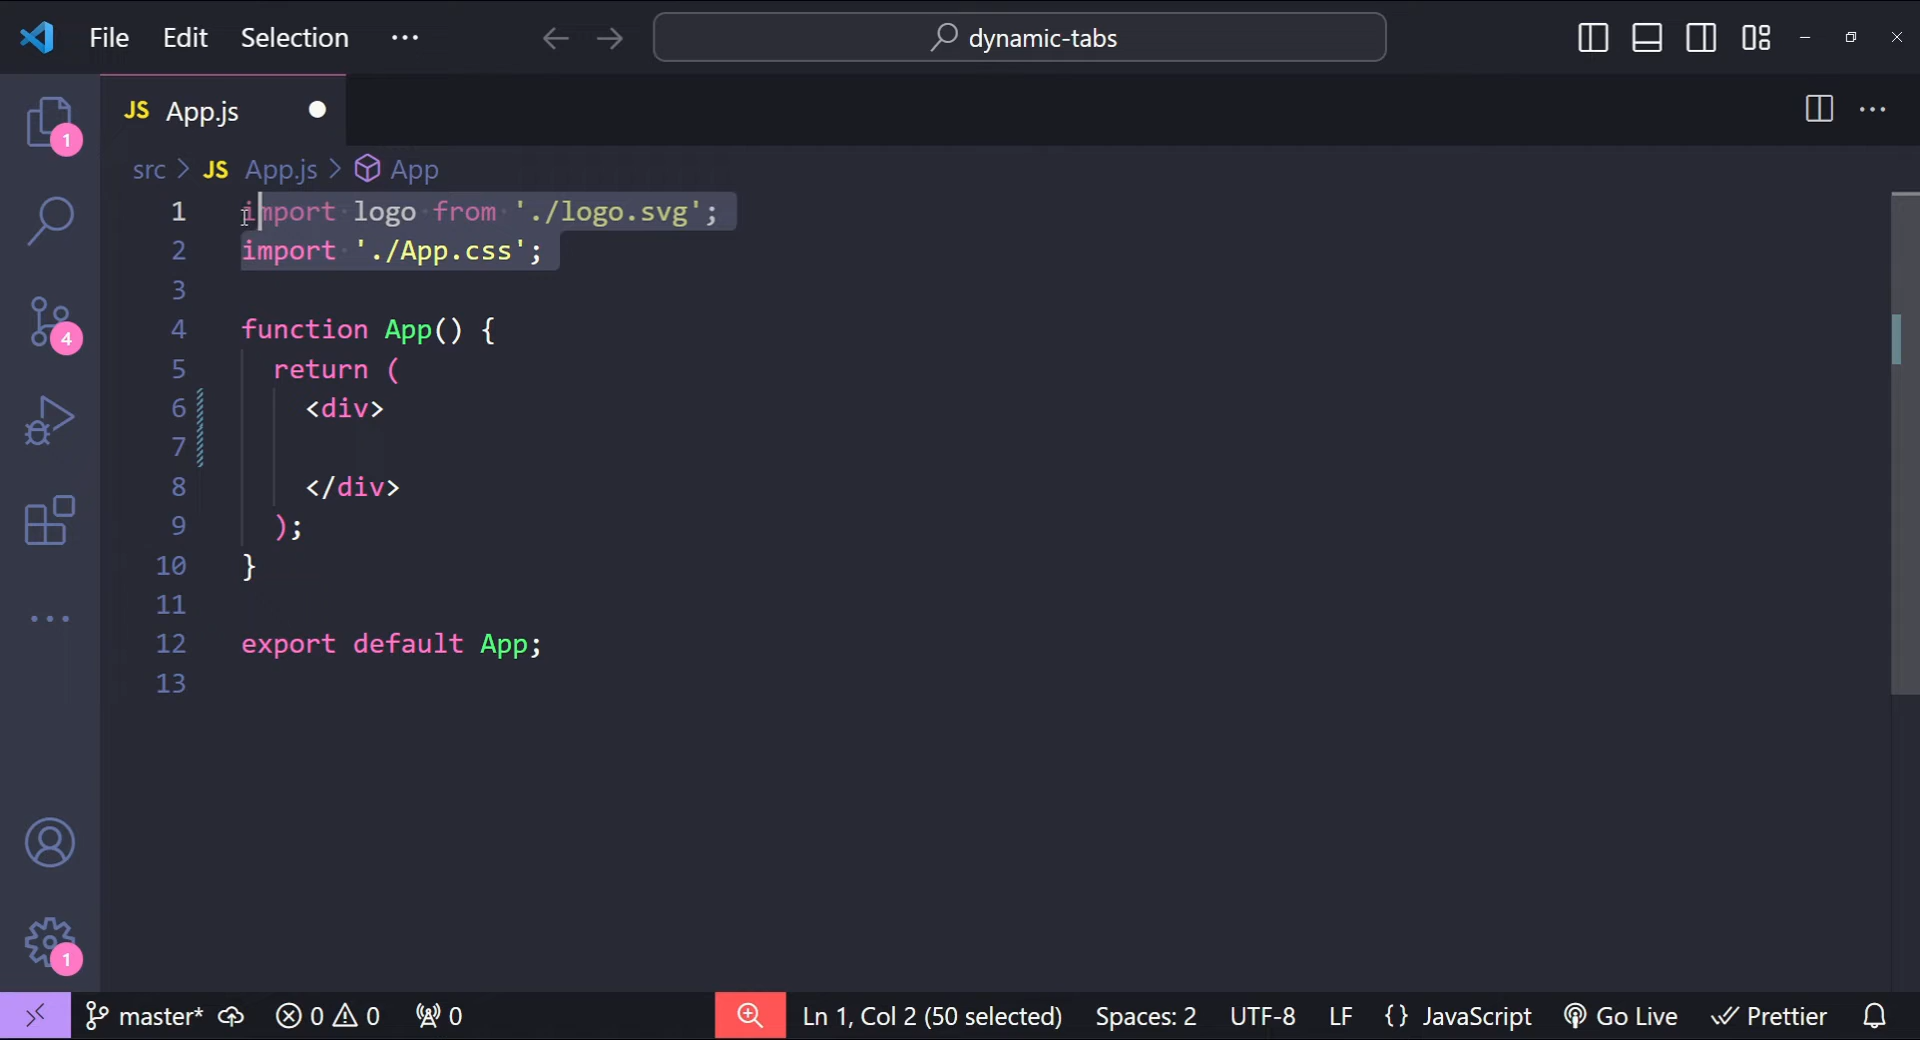 File Edit Selection ···
dynamic-tabs
JS App.js
src > JS App.js > App
1 import logo from './logo.svg';
2 import './App.css';
3
4 function App() {
5 return (
6 <div>
7
8 </div>
9 );
10 }
11
12 export default App;
13
1
4
1
master* 0 0 0 Ln 1, Col 2 (50 selected) Spaces: 2 UTF-8 LF {} JavaScript Go Live Prettier